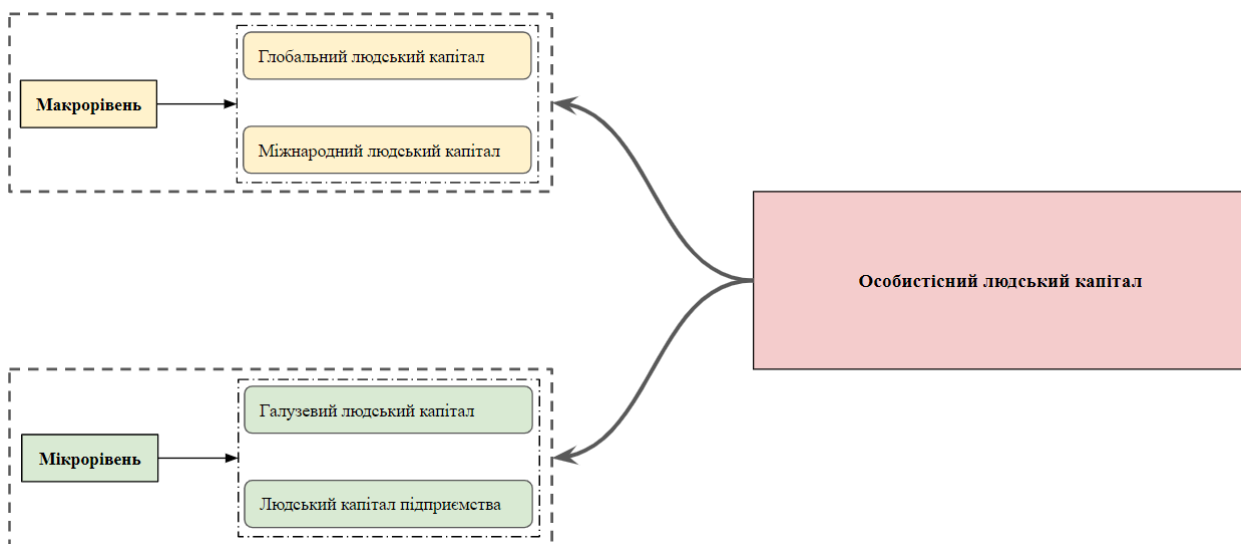 Глобальний людський капітал
Макрорівень
Міжнародний людський капітал
Особистісний людський капітал
Галузевий людський капітал
Мікрорівень
Людський капітал підприємства